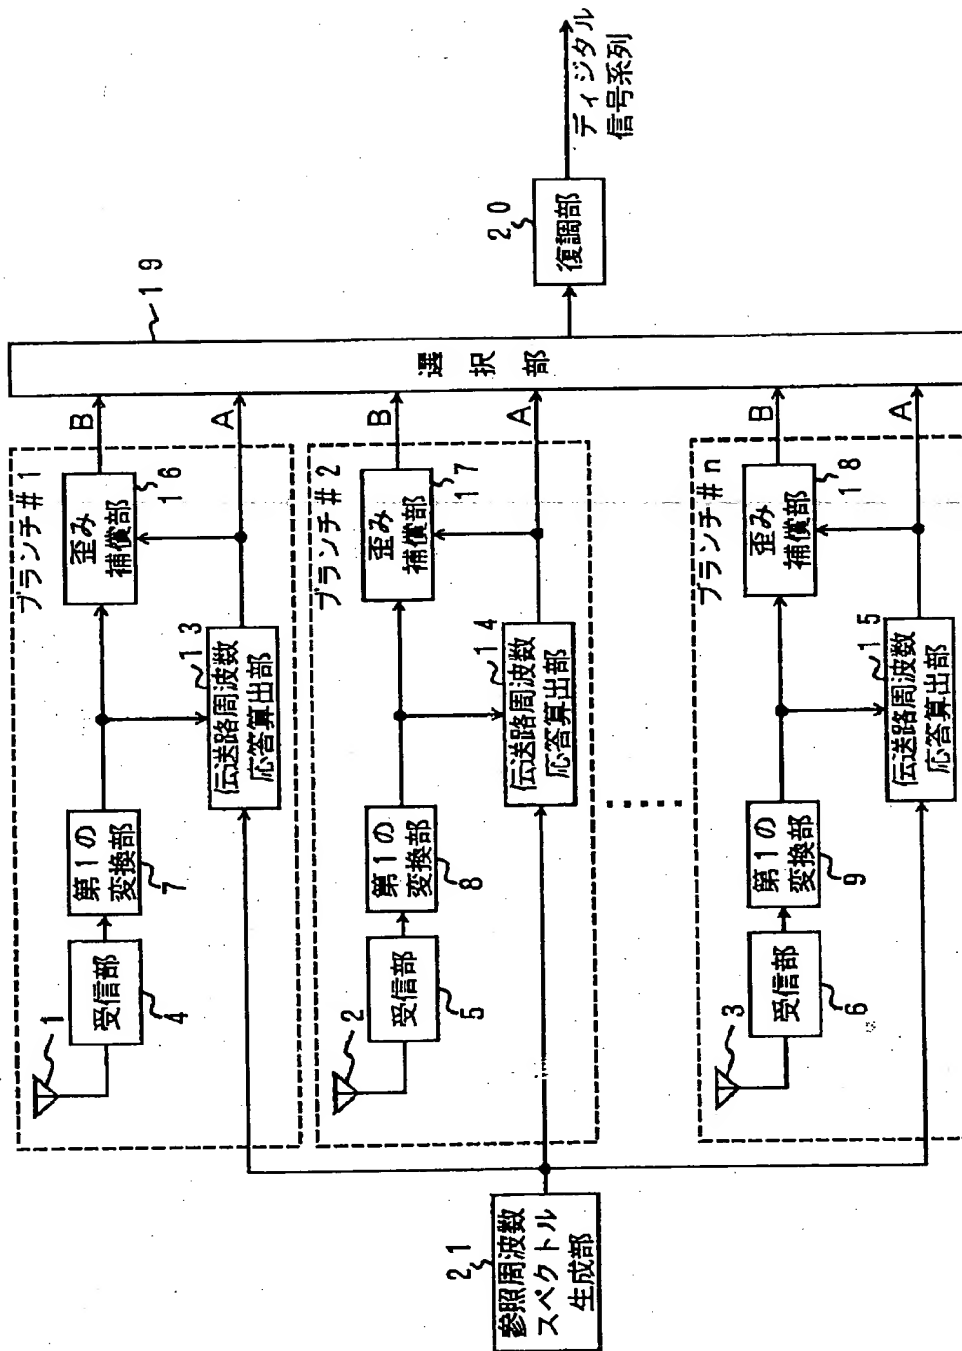 ブランチ＃1
1
受信部
4
第1の
変換部
7
伝送路周波数
応答算出部
13
歪み
補償部
16
B
A
ブランチ＃2
2
受信部
5
第1の
変換部
8
伝送路周波数
応答算出部
14
歪み
補償部
17
B
A
ブランチ＃n
3
受信部
6
第1の
変換部
9
伝送路周波数
応答算出部
15
歪み
補償部
18
B
A
参照周波数
スペクトル
生成部
21
選択部
19
復調部
20
ディジタル
信号系列